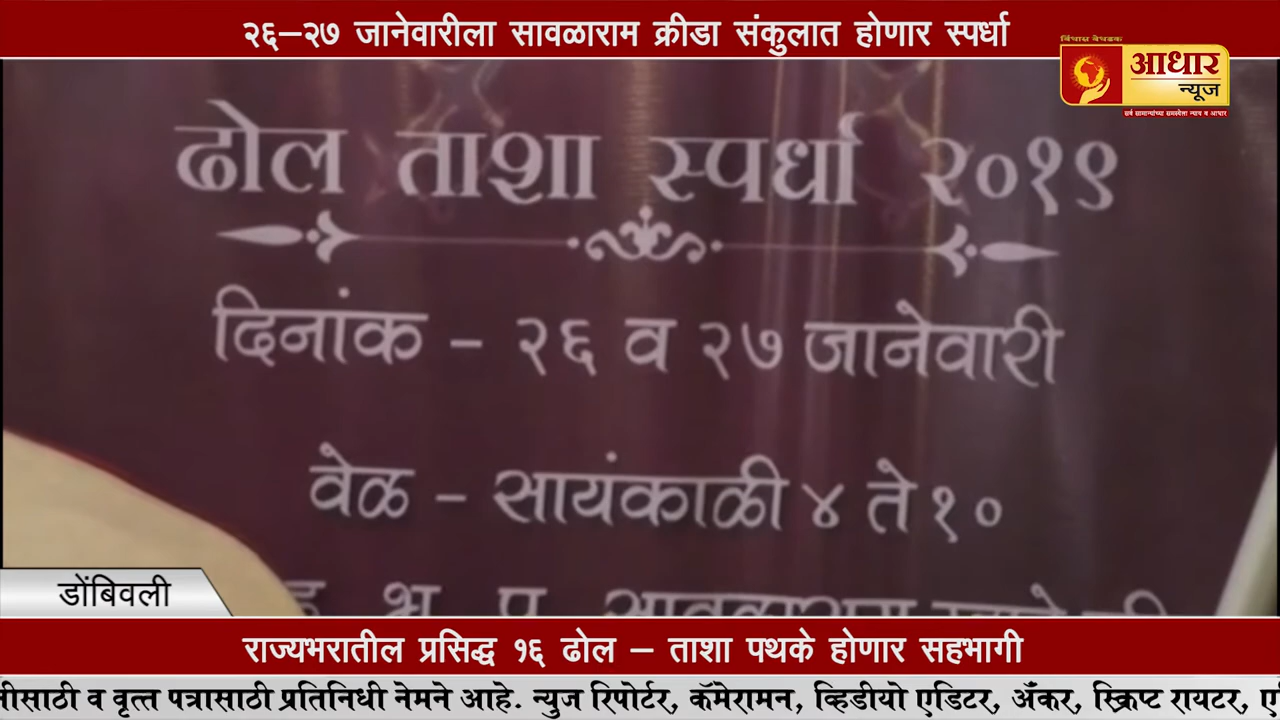 २६–२७ जानेवारीला सावळाराम क्रीडा संकुलात होणार स्पर्धा
आधार
न्यूज
ढोल ताशा स्पर्धा २०१९
दिनांक - २६ व २७ जानेवारी
वेळ - सायंकाळी ४ ते १०
डोंबिवली
राज्यभरातील प्रसिद्ध १६ ढोल – ताशा पथके होणार सहभागी
व वृत्त पत्रासाठी प्रतिनिधी नेमने आहे. न्युज रिपोर्टर, कॅमेरामन, व्हिडीयो एडिटर, अँकर, स्क्रिप्ट रायटर,